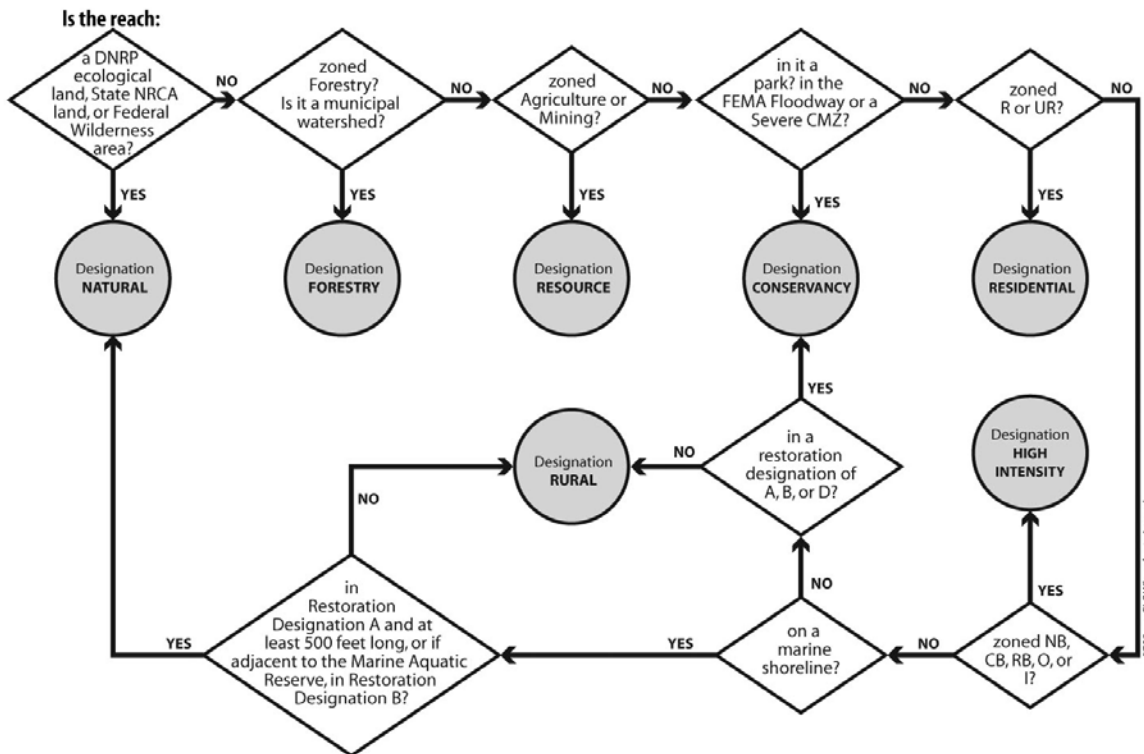 Is the reach:
a DNRP
ecological
land, State NRCA
land, or Federal
Wilderness
area?
NO
YES
zoned
Forestry?
Is it a municipal
watershed?
NO
YES
zoned
Agriculture or
Mining?
NO
YES
in it a
park? in the
FEMA Floodway or a
Severe CMZ?
NO
YES
zoned
R or UR?
NO
YES
Designation
NATURAL
Designation
FORESTRY
Designation
RESOURCE
Designation
CONSERVANCY
Designation
RESIDENTIAL
YES
in a
restoration
designation of
A, B, or D?
NO
Designation
RURAL
Designation
HIGH
INTENSITY
NO
NO
YES
in
Restoration
Designation A and at
least 500 feet long, or if
adjacent to the Marine Aquatic
Reserve, in Restoration
Designation B?
YES
YES
on a
marine
shoreline?
NO
zoned NB,
CB, RB, O, or
I?